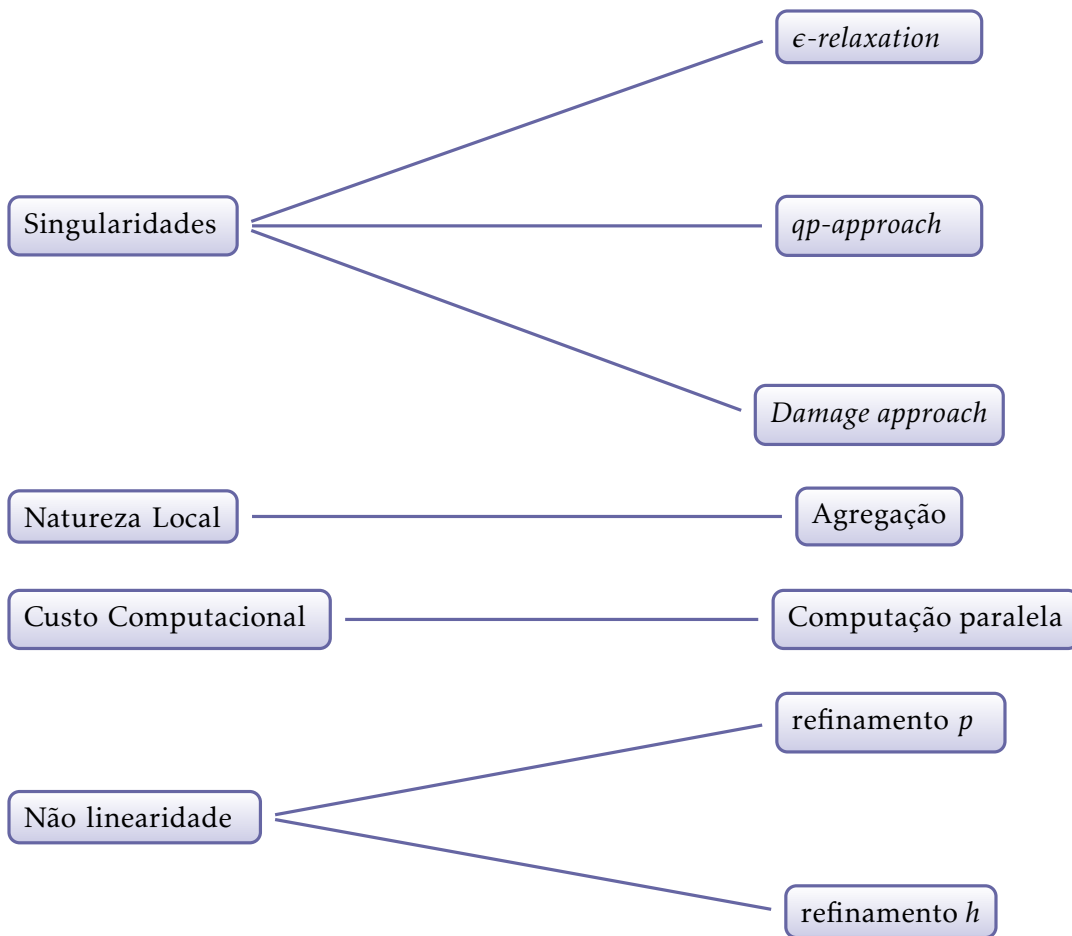 ϵ-relaxation
Singularidades
qp-approach
Damage approach
Natureza Local
Agregação
Custo Computacional
Computação paralela
refinamento p
Não linearidade
refinamento h